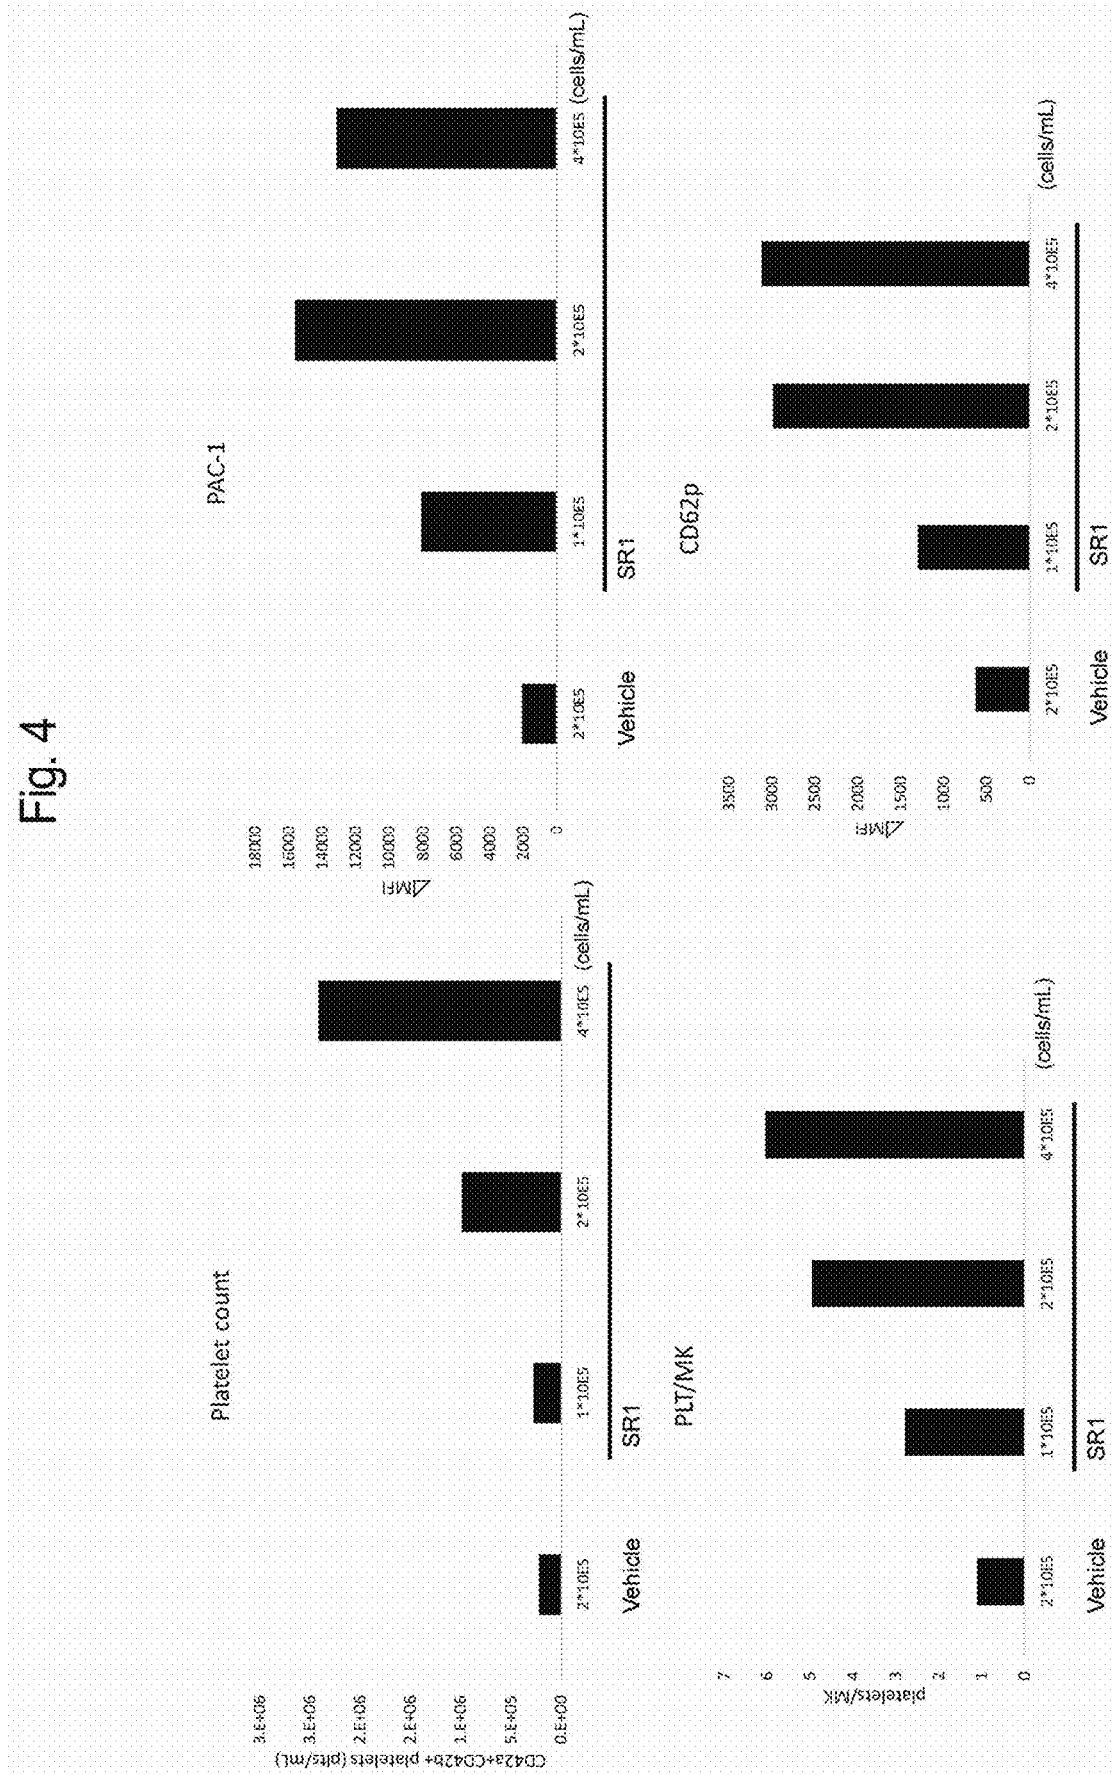 Fig. 4
Platelet count
CD42a+CD42b+ platelets (plts/mL)
3.E+06
3.E+06
2.E+06
2.E+06
1.E+06
5.E+05
0.E+00
2*10E5
1*10E5
2*10E5
4*10E5
(cells/mL)
Vehicle
SR1
PAC-1
⊿MFI
18000
16000
14000
12000
10000
8000
6000
4000
2000
0
2*10E5
1*10E5
2*10E5
4*10E5
(cells/mL)
Vehicle
SR1
PLT/MK
platelets/MK
7
6
5
4
3
2
1
0
2*10E5
1*10E5
2*10E5
4*10E5
(cells/mL)
Vehicle
SR1
CD62p
⊿MFI
3500
3000
2500
2000
1500
1000
500
0
2*10E5
1*10E5
2*10E5
4*10E5
(cells/mL)
Vehicle
SR1